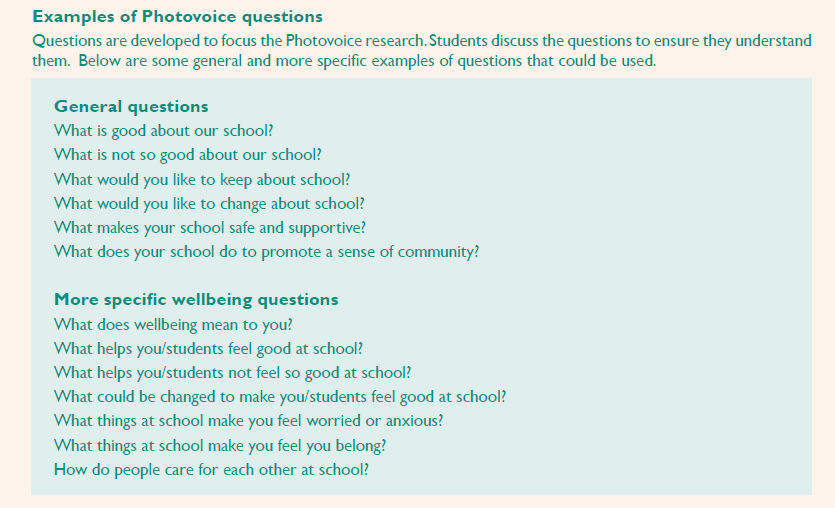 Examples of Photovoice questions
Questions are developed to focus the Photovoice research. Students discuss the questions to ensure they understand
them. Below are some general and more specific examples of questions that could be used.
General questions
What is good about our school?
What is not so good about our school?
What would you like to keep about school?
What would you like to change about school?
What makes your school safe and supportive?
What does your school do to promote a sense of community?
More specific wellbeing questions
What does wellbeing mean to you?
What helps you/students feel good at school?
What helps you/students not feel so good at school?
What could be changed to make you/students feel good at school?
What things at school make you feel worried or anxious?
What things at school make you feel you belong?
How do people care for each other at school?